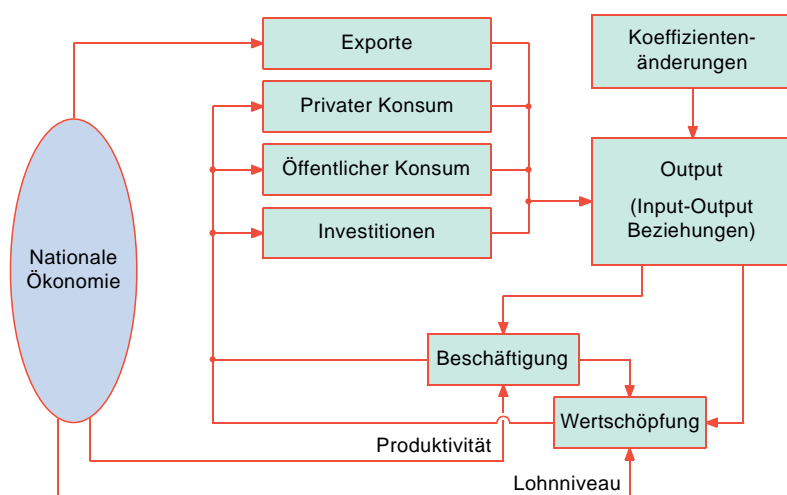 Exporte
Koeffizienten-
änderungen
Privater Konsum
Öffentlicher Konsum
Output
(Input-Output
Beziehungen)
Investitionen
Nationale
Ökonomie
Beschäftigung
Wertschöpfung
Produktivität
Lohnniveau